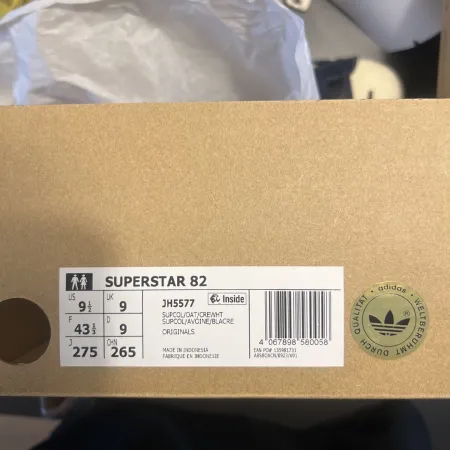 SUPERSTAR 82
US 9½
UK 9
F 43⅓
D 9
J 275
CHN 265
JH5577
Inside
SUPCOL/OAT/CREWHT
SUPCOL/AVOINE/BLACRE
ORIGINALS
MADE IN INDONESIA
FABRIQUE EN INDONESIE
4 067898 580058
adidas
QUALITÄT · WELTBERÜHMT DURCH